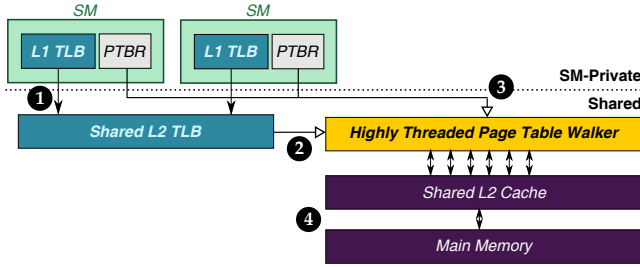 SM
SM
L1 TLB
PTBR
L1 TLB
PTBR
SM-Private
1
3
Shared
Shared L2 TLB
2
Highly Threaded Page Table Walker
Shared L2 Cache
4
Main Memory